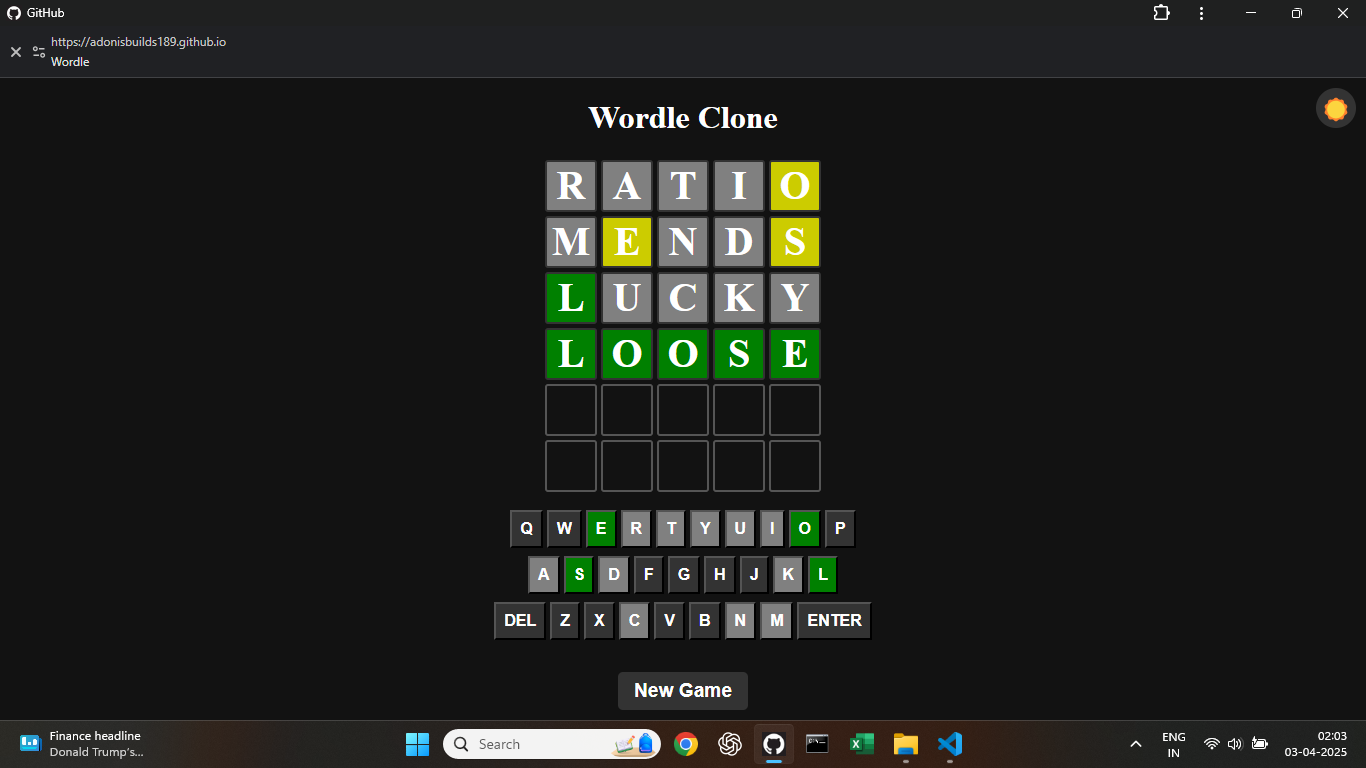 GitHub
https://adonisbuilds189.github.io
Wordle
Wordle Clone
R A T I O
M E N D S
L U C K Y
L O O S E
Q W E R T Y U I O P
A S D F G H J K L
DEL Z X C V B N M ENTER
New Game
Finance headline
Donald Trump's...
Search
ENG
IN
02:03
03-04-2025